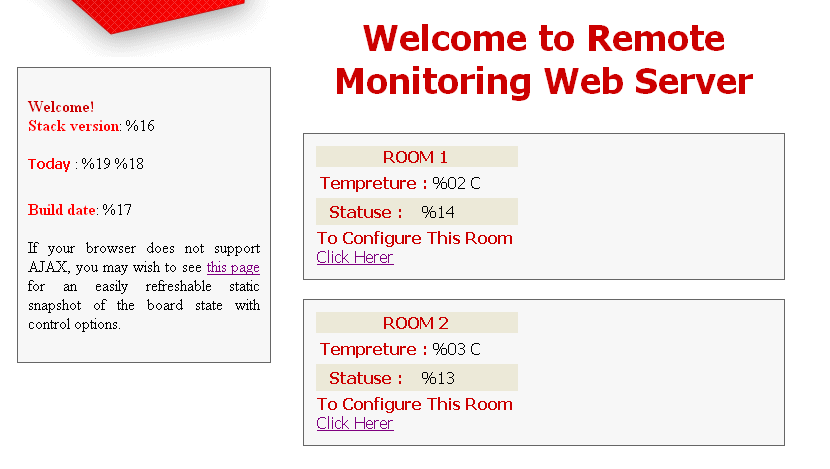 Welcome to Remote
Monitoring Web Server
Welcome!
Stack version: %16
Today : %19 %18
Build date: %17
If your browser does not support
AJAX, you may wish to see this page
for an easily refreshable static
snapshot of the board state with
control options.
ROOM 1
Tempreture : %02 C
Statuse : %14
To Configure This Room
Click Herer
ROOM 2
Tempreture : %03 C
Statuse : %13
To Configure This Room
Click Herer